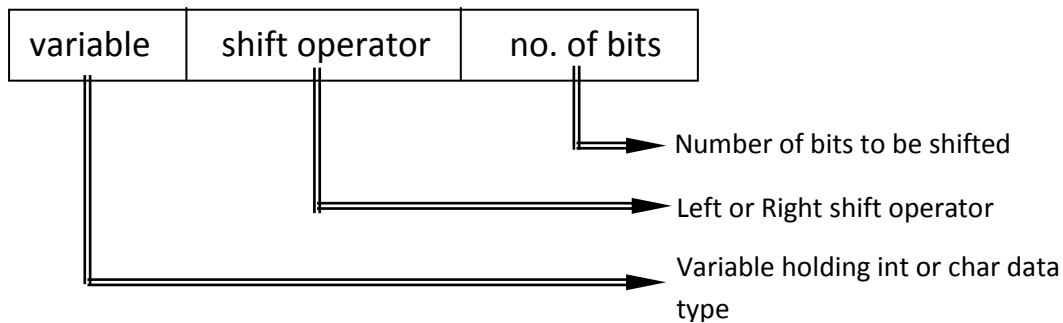 variable shift operator no. of bits
Number of bits to be shifted
Left or Right shift operator
Variable holding int or char data
type